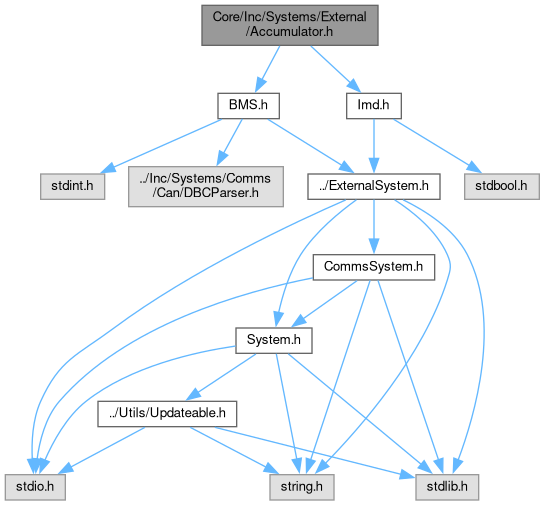 Core/Inc/Systems/External
/Accumulator.h
BMS.h
Imd.h
stdint.h
../Inc/Systems/Comms
/Can/DBCParser.h
../ExternalSystem.h
stdbool.h
CommsSystem.h
System.h
../Utils/Updateable.h
stdio.h
string.h
stdlib.h